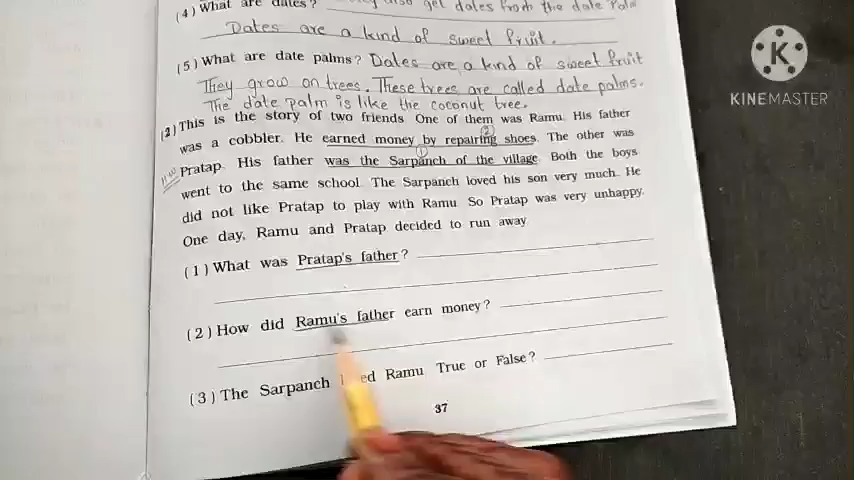 (4) What are dates? They also get dates from the date palm
Dates are a kind of sweet fruit.
(5) What are date palms? Dates are a kind of sweet fruit
They grow on trees. These trees are called date palms.
The date palm is like the coconut tree.
(2) This is the story of two friends One of them was Ramu. His father
was a cobbler. He earned money by repairing shoes. The other was
Pratap. His father was the Sarpanch of the village. Both the boys
went to the same school. The Sarpanch loved his son very much. He
did not like Pratap to play with Ramu. So Pratap was very unhappy.
One day, Ramu and Pratap decided to run away.
(1) What was Pratap's father?
(2) How did Ramu's father earn money?
(3) The Sarpanch Ramu True or False?
37
K
KINEMASTER